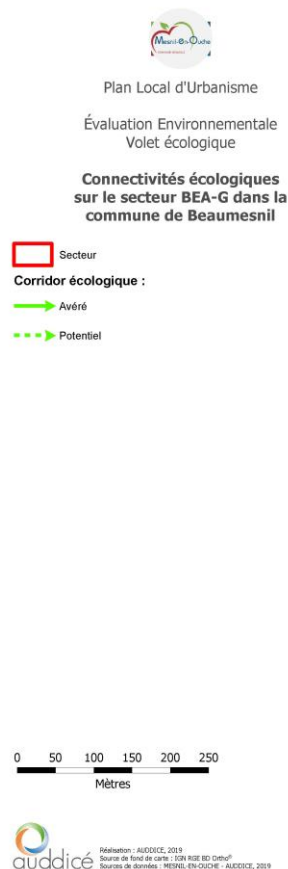 Mesnil-en-Ouche
Plan Local d'Urbanisme
Évaluation Environnementale
Volet écologique
Connectivités écologiques
sur le secteur BEA-G dans la
commune de Beaumesnil
Secteur
Corridor écologique :
Avéré
Potentiel
0 50 100 150 200 250
Mètres
auddicé
Réalisation : AUDDICE, 2019
Source de fond de carte : IGN RGE BD Ortho®
Sources de données : MESNIL-EN-OUCHE - AUDDICE, 2019